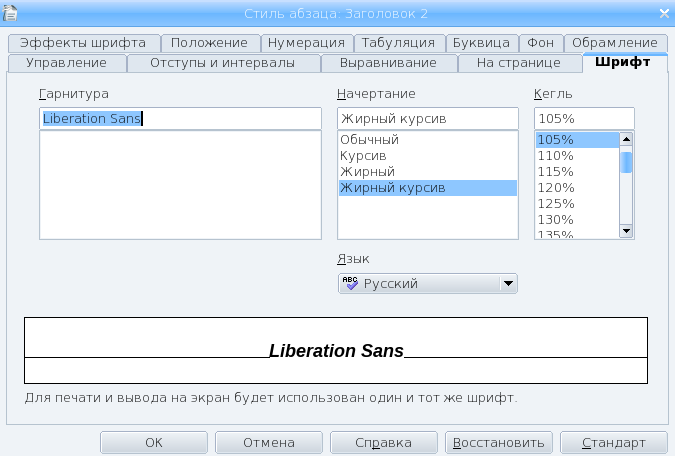 Стиль абзаца: Заголовок 2
Эффекты шрифта Положение Нумерация Табуляция Буквица Фон Обрамление
Управление Отступы и интервалы Выравнивание На странице Шрифт
Гарнитура Начертание Кегль
Liberation Sans Жирный курсив 105%
Обычный 105%
Курсив 110%
Жирный 115%
Жирный курсив 120%
125%
130%
135%
Язык
ABC Русский
Liberation Sans
Для печати и вывода на экран будет использован один и тот же шрифт.
ОК Отмена Справка Восстановить Стандарт